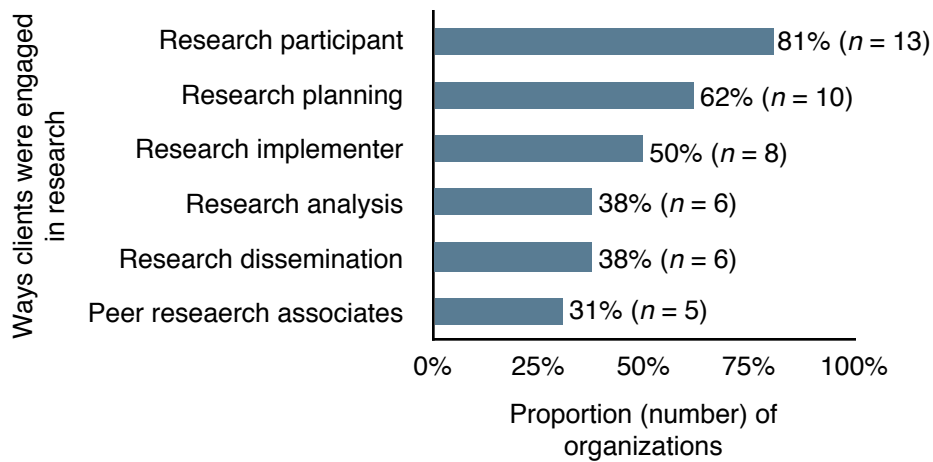 Ways clients were engaged
in research
Research participant
81% (n = 13)
Research planning
62% (n = 10)
Research implementer
50% (n = 8)
Research analysis
38% (n = 6)
Research dissemination
38% (n = 6)
Peer reseaerch associates
31% (n = 5)
0% 25% 50% 75% 100%
Proportion (number) of
organizations